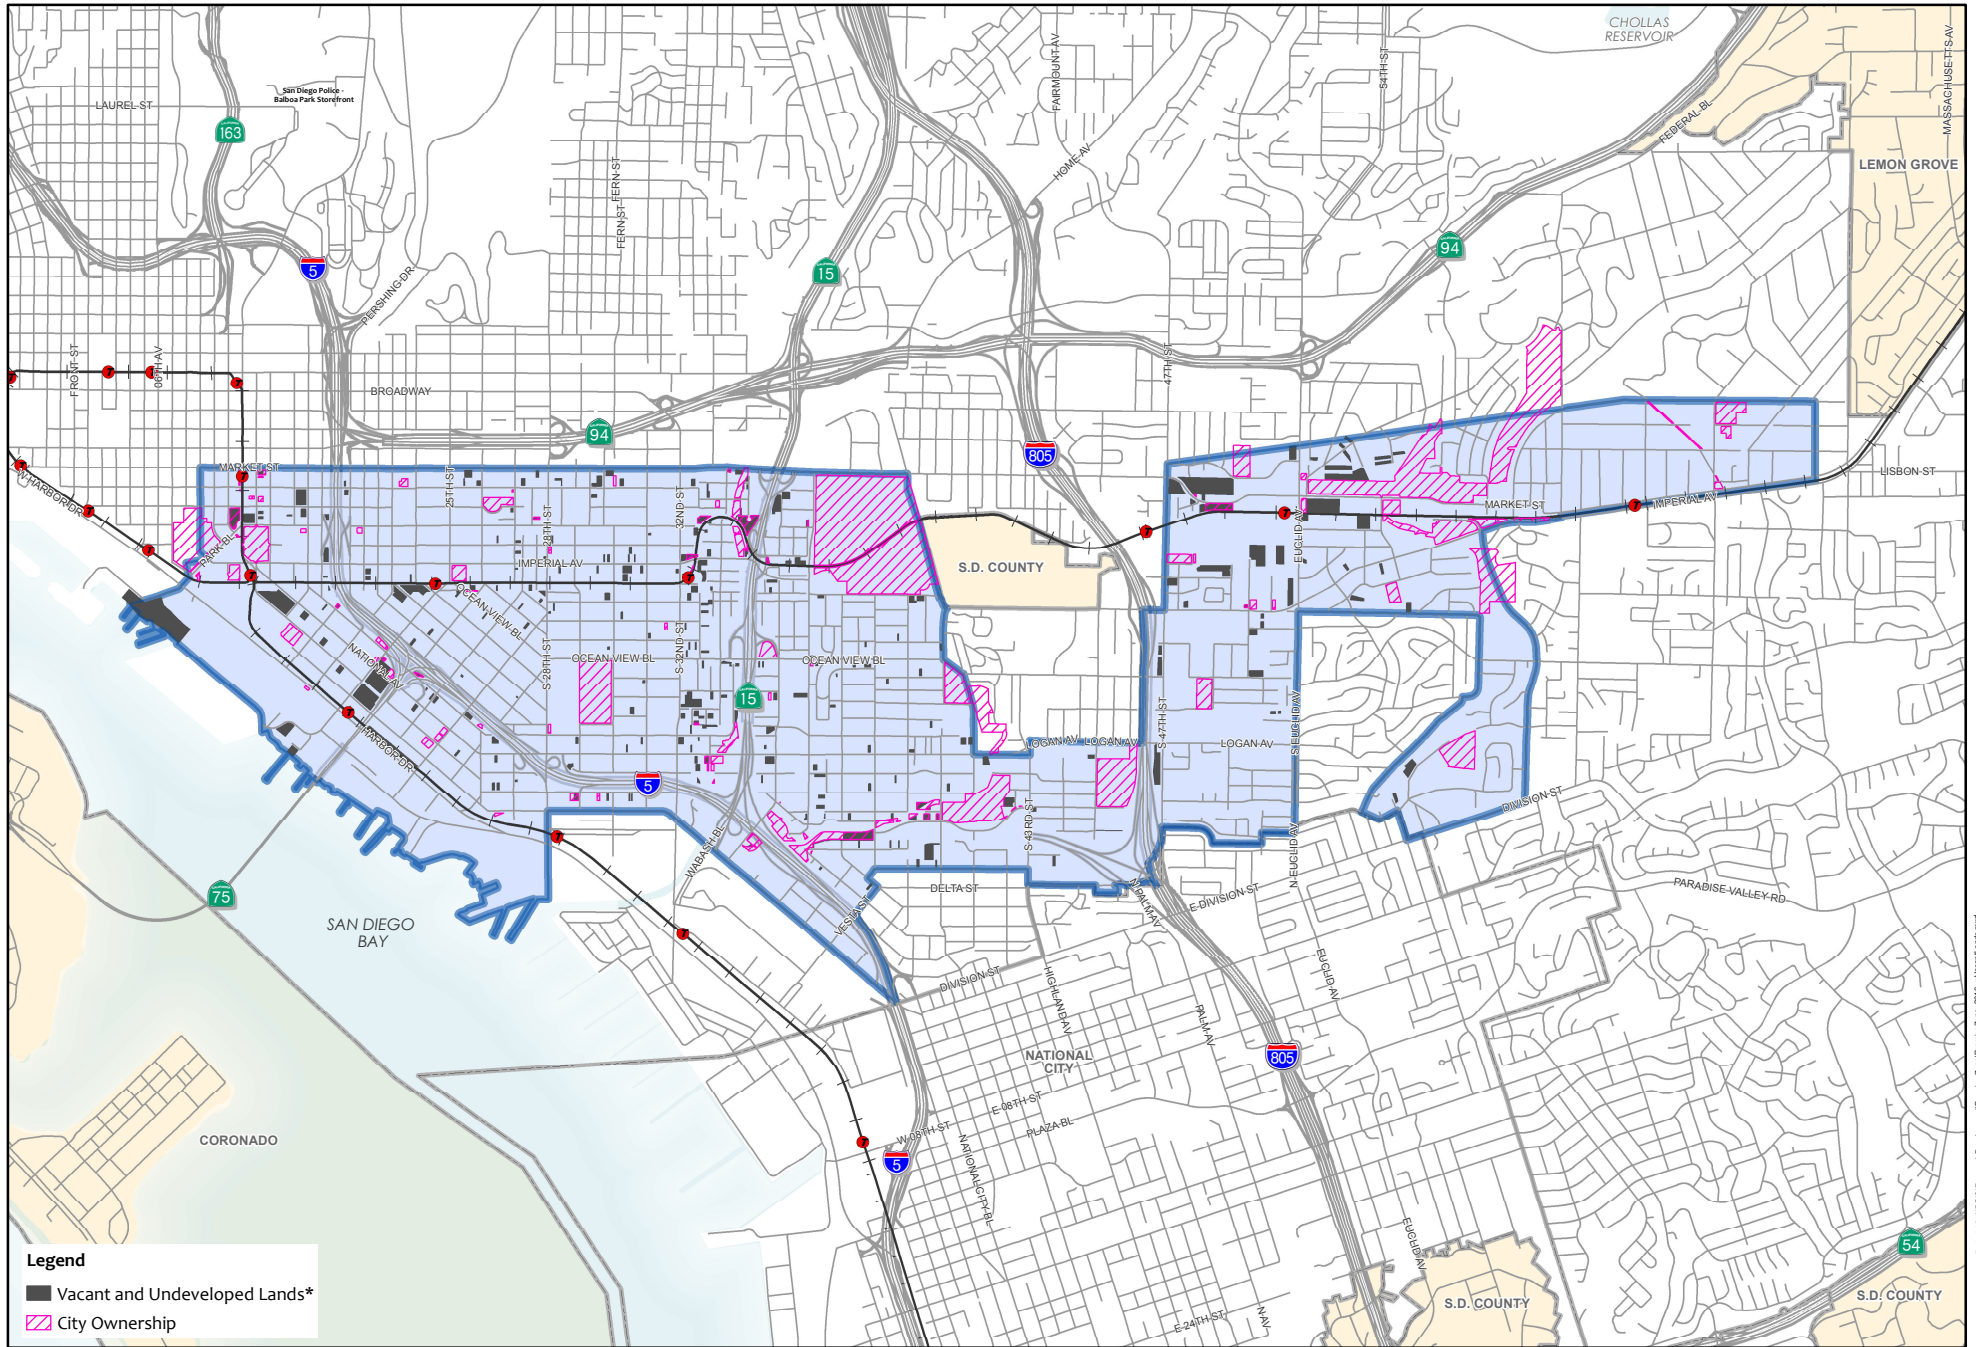 CHOLLAS
RESERVOIR
MASSACHUSETTS AV
54TH ST
FAIRMOUNT AV
San Diego Police -
Balboa Park Storefront
LAUREL ST
163
FEDERAL BL
LEMON GROVE
HOME AV
FERN ST
FERN ST
94
5
15
PERSHING DR
FRONT ST
06TH AV
47TH ST
BROADWAY
94
805
MARKET ST
25TH ST
LISBON ST
W HARBOR DR
32ND ST
MARKET ST
IMPERIAL AV
28TH ST
EUCLID AV
PARK BL
IMPERIAL AV
S.D. COUNTY
OCEAN VIEW BL
S 28TH ST
S 32ND ST
OCEAN VIEW BL
OCEAN VIEW BL
NATIONAL AV
15
S 47TH ST
S EUCLID AV
LOGAN AV
LOGAN AV
LOGAN AV
HARBOR DR
5
DIVISION ST
S 43RD ST
WABASH BL
N EUCLID AV
75
DELTA ST
N PALM AV
E DIVISION ST
PARADISE VALLEY RD
VESTA ST
SAN DIEGO
BAY
DIVISION ST
HIGHLAND AV
EUCLID AV
PALM AV
NATIONAL
CITY
805
E 08TH ST
PLAZA BL
W 08TH ST
CORONADO
5
NATIONAL CITY BL
EUCLID AV
54
Legend
Vacant and Undeveloped Lands*
City Ownership
S.D. COUNTY
S.D. COUNTY
E 24TH ST
N AV